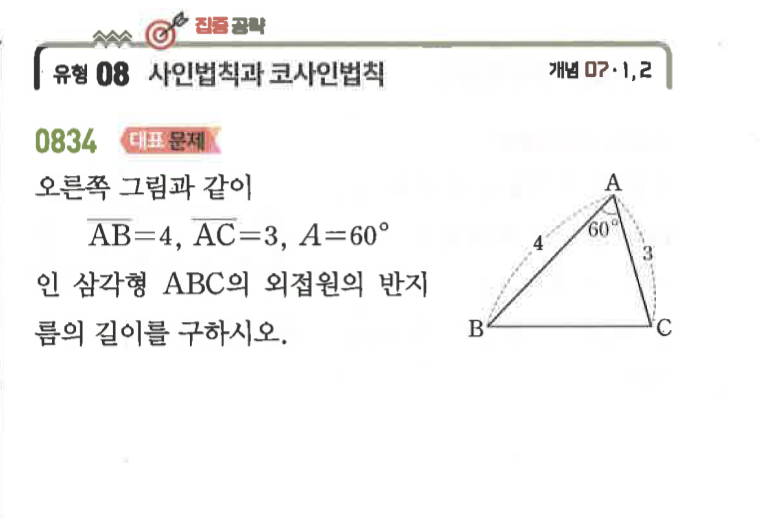 집중 공략
유형 08 사인법칙과 코사인법칙 개념 07·1, 2
0834 대표 문제
오른쪽 그림과 같이
AB=4, AC=3, A=60°
인 삼각형 ABC의 외접원의 반지
름의 길이를 구하시오.
A
60°
4
3
B
C